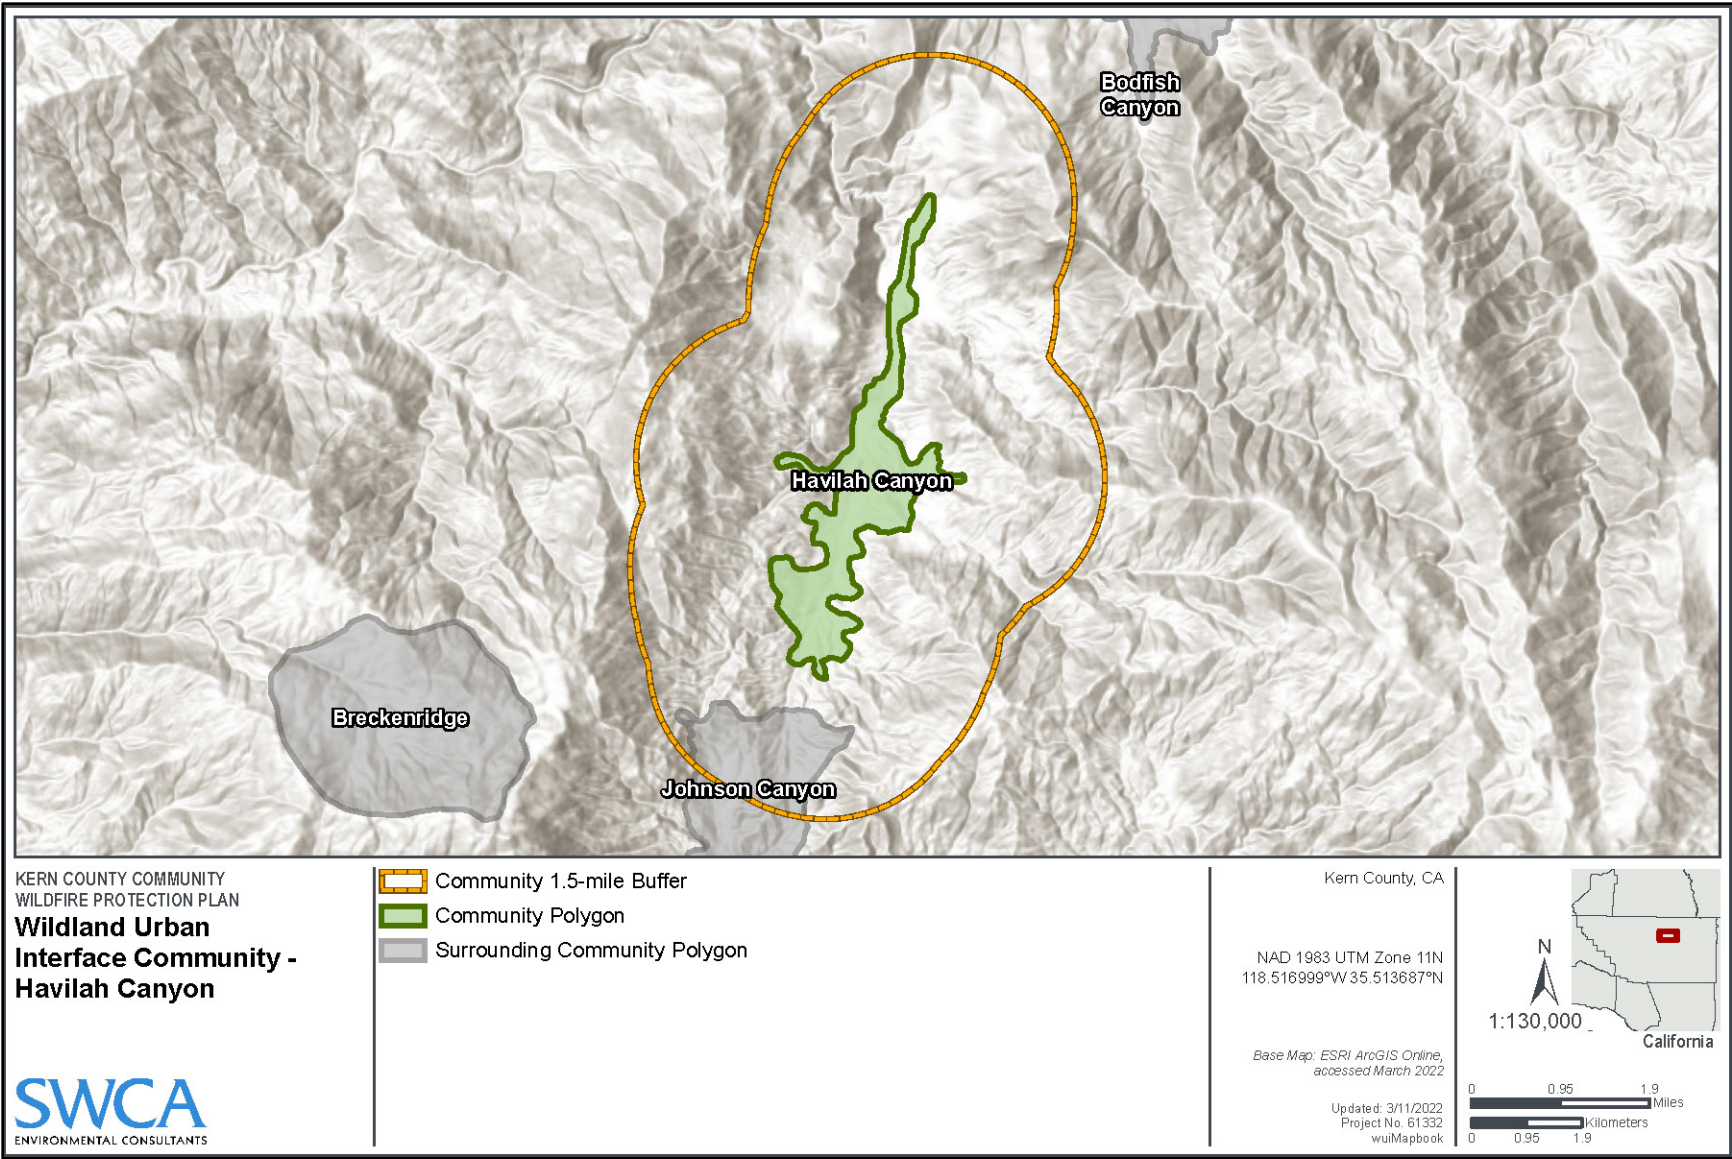 Bodfish
Canyon
Havilah Canyon
Breckenridge
Johnson Canyon
KERN COUNTY COMMUNITY
WILDFIRE PROTECTION PLAN
Wildland Urban
Interface Community -
Havilah Canyon
SWCA
ENVIRONMENTAL CONSULTANTS
Community 1.5-mile Buffer
Community Polygon
Surrounding Community Polygon
Kern County, CA
NAD 1983 UTM Zone 11N
118.516999°W 35.513687°N
Base Map: ESRI ArcGIS Online,
accessed March 2022
Updated: 3/11/2022
Project No. 61332
wuiMapbook
N
1:130,000
California
0 0.95 1.9
Miles
Kilometers
0 0.95 1.9